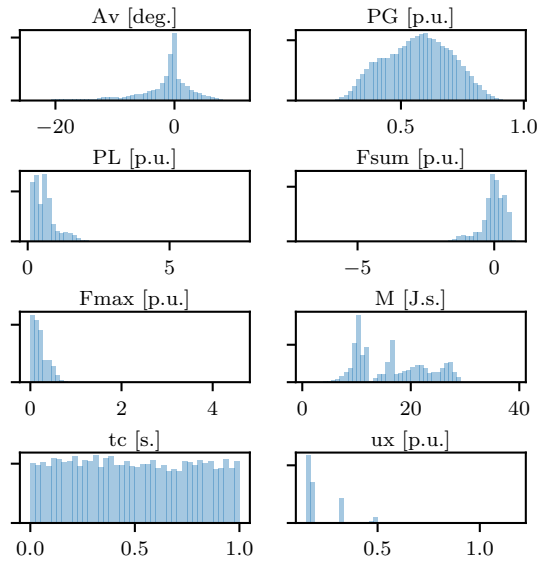 Av [deg.]
PG [p.u.]
−20 0
0.5 1.0
PL [p.u.]
Fsum [p.u.]
0 5
−5 0
Fmax [p.u.]
M [J.s.]
0 2 4
0 20 40
tc [s.]
ux [p.u.]
0.0 0.5 1.0
0.5 1.0